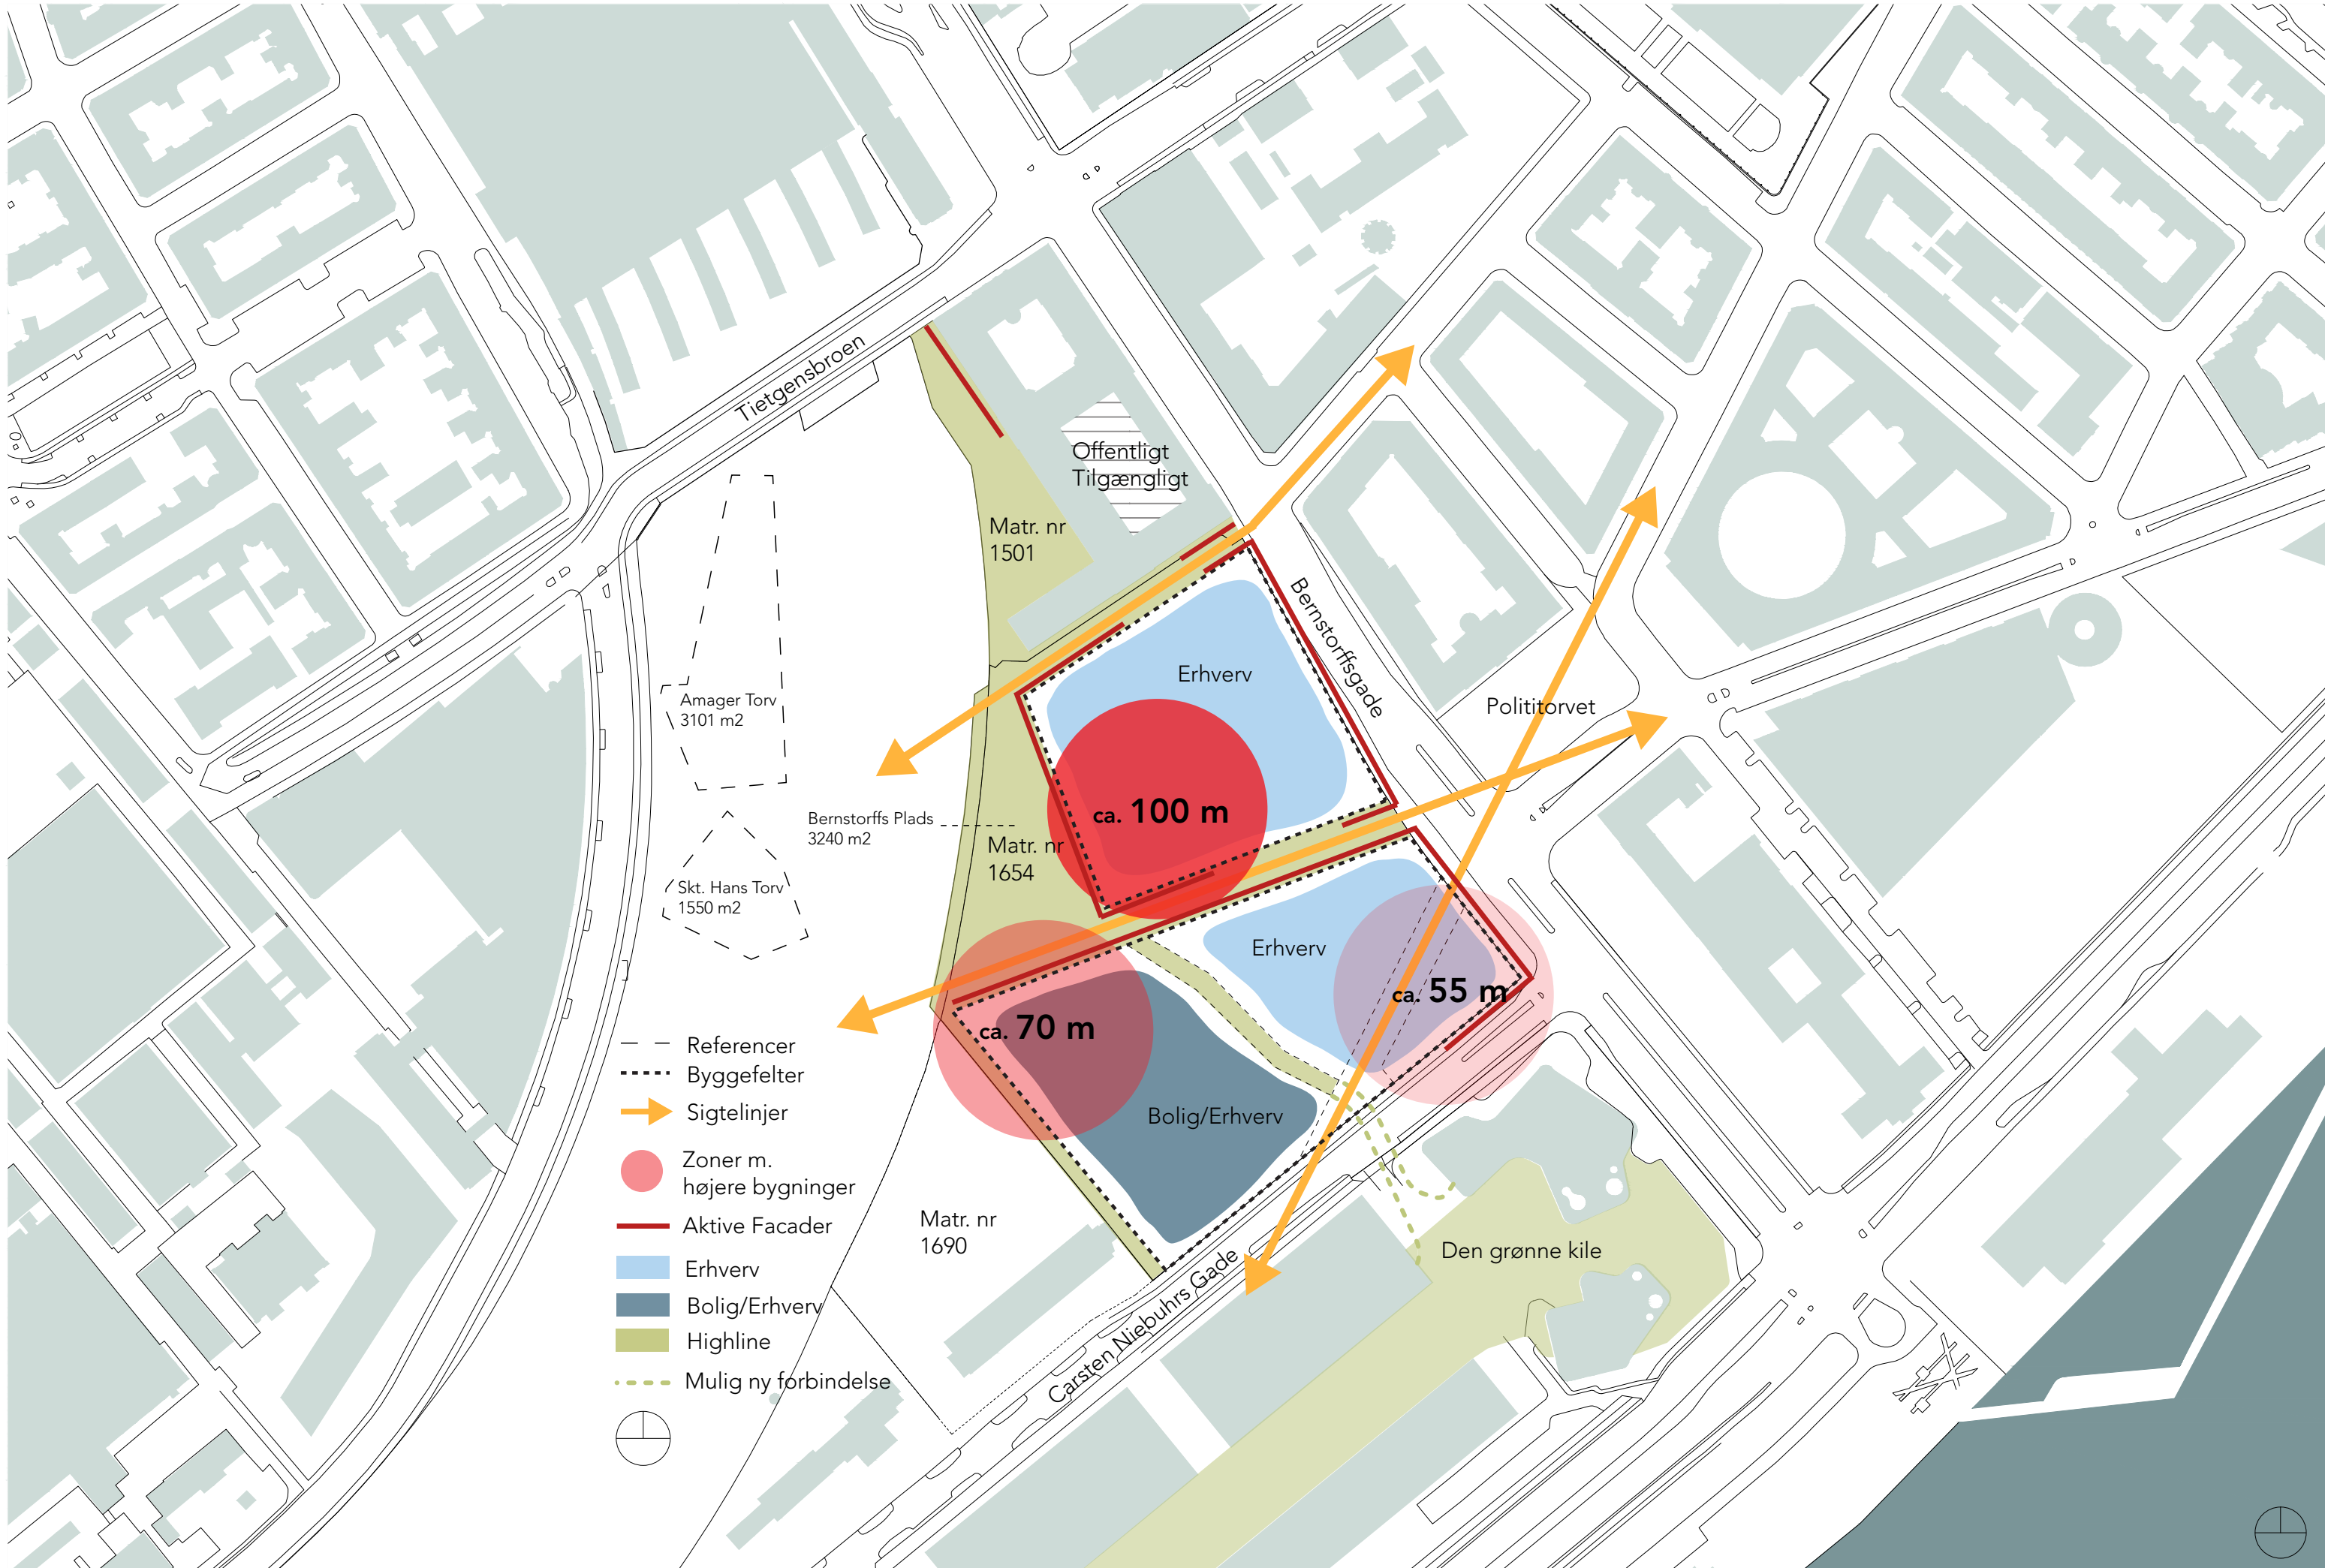 Tietgensbroen
Offentligt
Tilgængligt
Matr. nr
1501
Bernstorffsgade
Erhverv
Amager Torv
3101 m2
Polititorvet
ca. 100 m
Bernstorffs Plads
3240 m2
Matr. nr
1654
Skt. Hans Torv
1550 m2
Erhverv
ca. 55 m
ca. 70 m
Bolig/Erhverv
Referencer
Byggefelter
Sigtelinjer
Zoner m.
højere bygninger
Aktive Facader
Erhverv
Bolig/Erhverv
Highline
Mulig ny forbindelse
Matr. nr
1690
Den grønne kile
Carsten Niebuhrs Gade